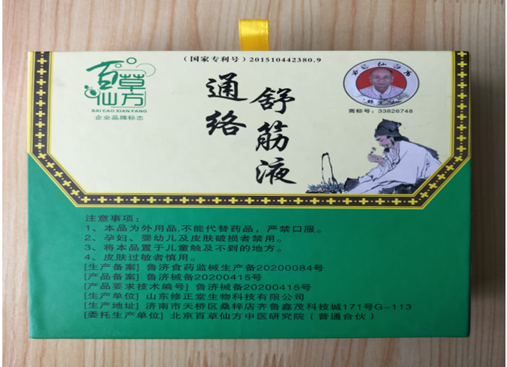 (国家专利号) 201510442380.9
百草仙方
BAI CAO XIAN FANG
企业品牌标志
通络
舒筋液
商标号：33826748
注意事项：
1、本品为外用品,不能代替药品，严禁口服。
2、孕妇、婴幼儿及皮肤破损者禁用。
3、将本品置于儿童触及不到的地方。
4、皮肤过敏者慎用。
[生产备案] 鲁济食药监械生产备20200084号
[产品备案] 鲁济械备20200415号
[产品要求技术编号] 鲁济械备20200415号
[生产单位] 山东修正堂生物科技有限公司
[生产地址] 济南市天桥区桑梓店齐鲁鑫茂科技城171号G-113
[委托生产单位] 北京百草仙方中医研究院（普通合伙）